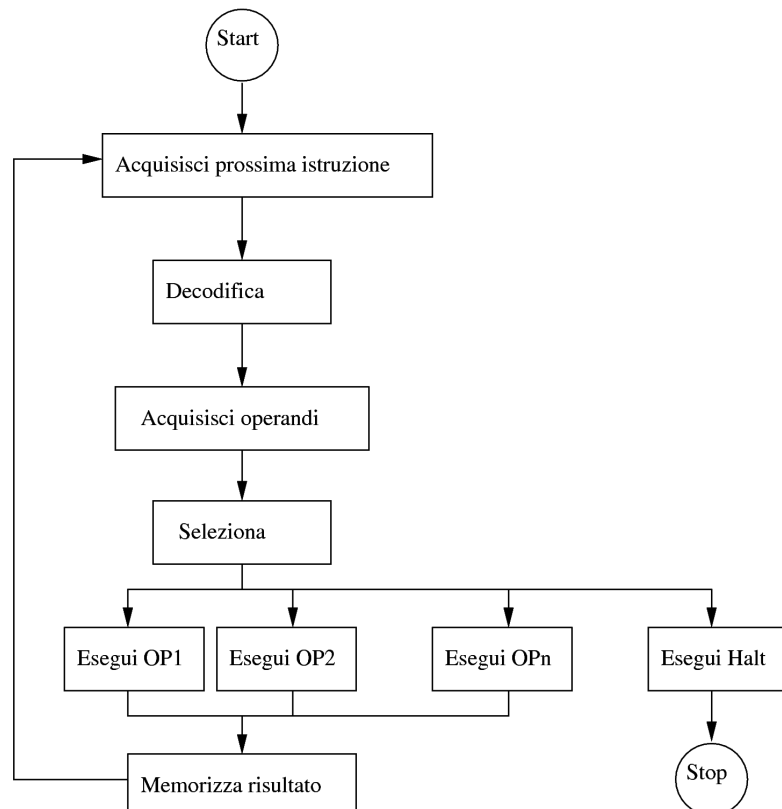 Start
Acquisisci prossima istruzione
Decodifica
Acquisisci operandi
Seleziona
Esegui OP1
Esegui OP2
Esegui OPn
Esegui Halt
Memorizza risultato
Stop